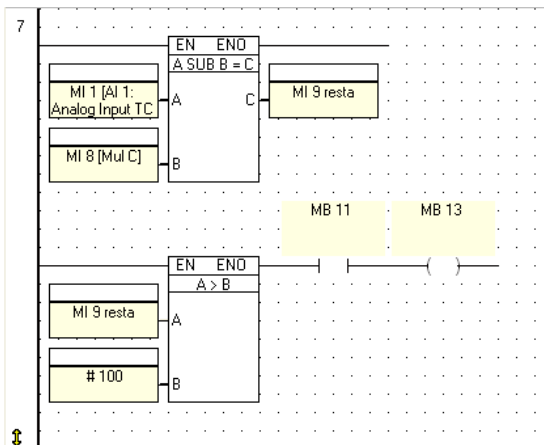 7
EN ENO
A SUB B = C
MI 1 [AI 1:
Analog Input TC
A
C
MI 9 resta
MI 8 [Mul C]
B
MB 11
MB 13
EN ENO
A > B
MI 9 resta
A
# 100
B